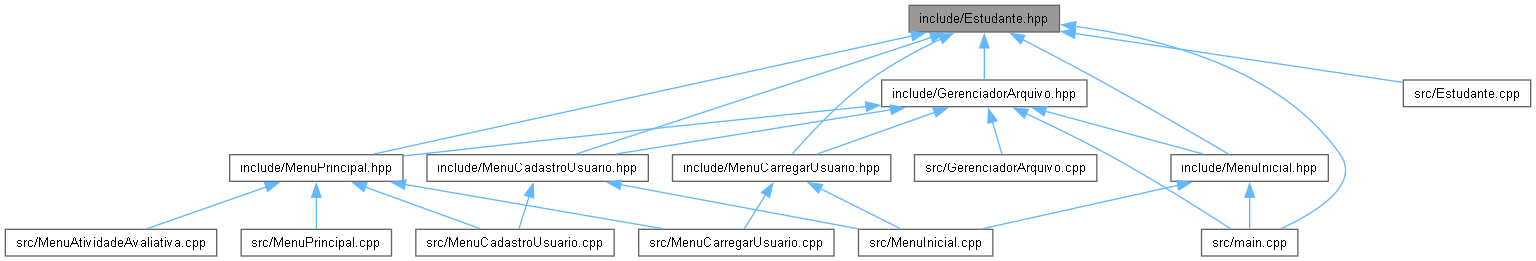 include/Estudante.hpp
include/GerenciadorArquivo.hpp
src/Estudante.cpp
include/MenuPrincipal.hpp
include/MenuCadastroUsuario.hpp
include/MenuCarregarUsuario.hpp
src/GerenciadorArquivo.cpp
include/MenuInicial.hpp
src/MenuAtividadeAvaliativa.cpp
src/MenuPrincipal.cpp
src/MenuCadastroUsuario.cpp
src/MenuCarregarUsuario.cpp
src/MenuInicial.cpp
src/main.cpp